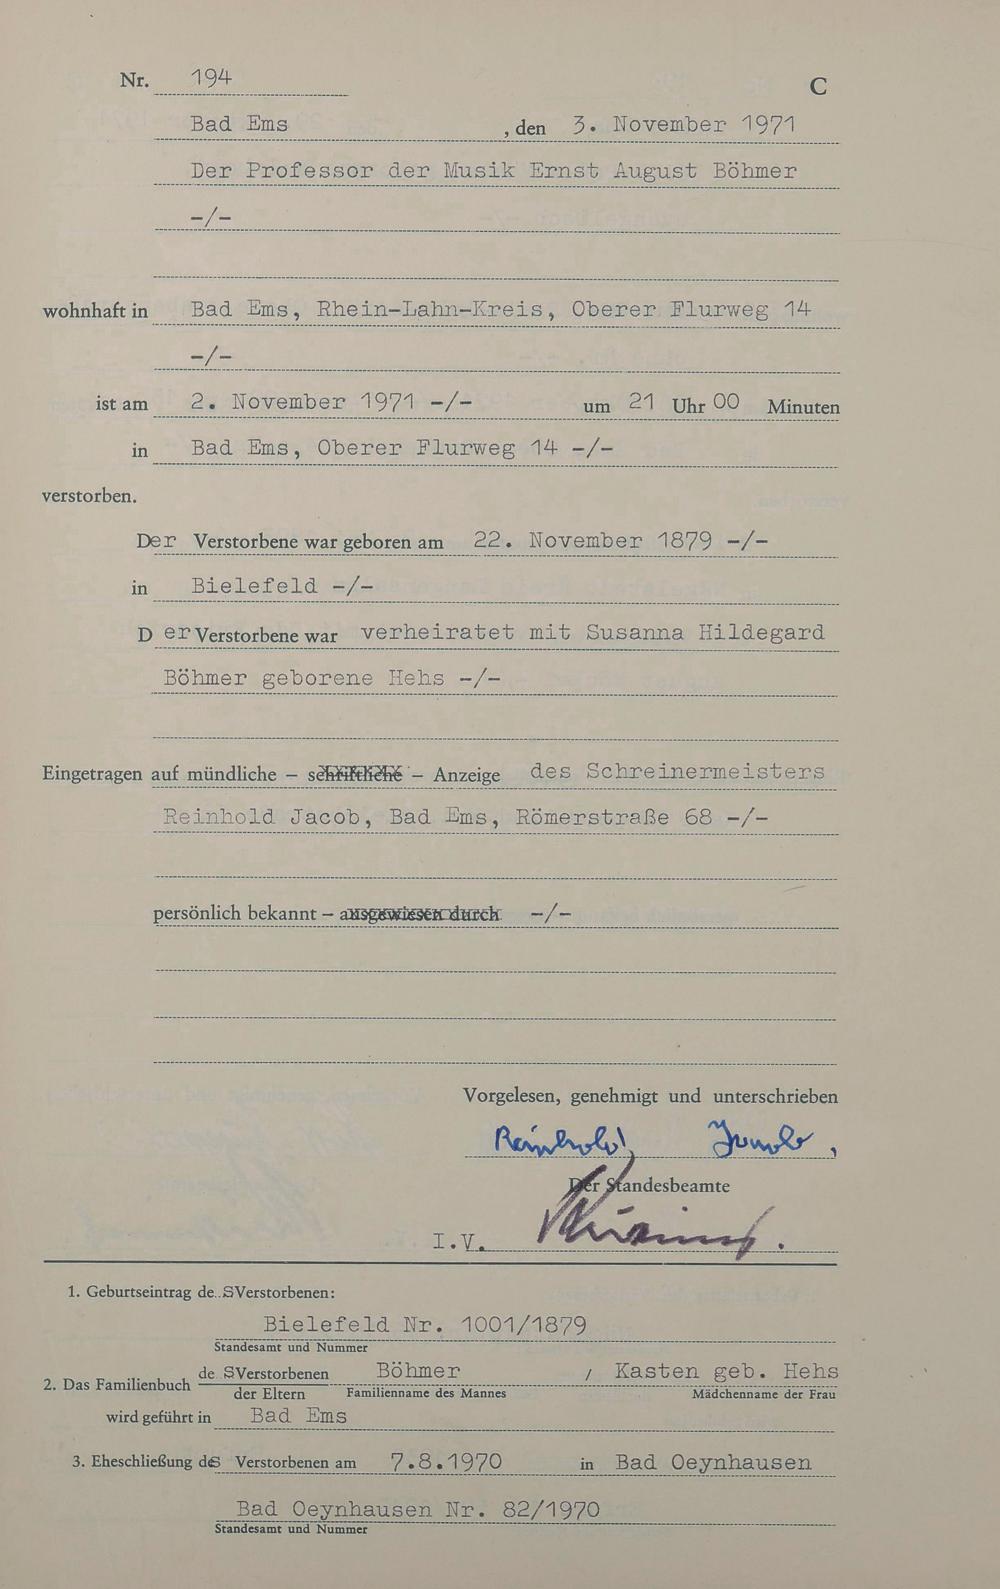 Nr. 194
C
Bad Ems , den 3. November 1971
Der Professor der Musik Ernst August Böhmer
-/-
wohnhaft in Bad Ems, Rhein-Lahn-Kreis, Oberer Flurweg 14
-/-
ist am 2. November 1971 -/- um 21 Uhr 00 Minuten
in Bad Ems, Oberer Flurweg 14 -/-
verstorben.
Der Verstorbene war geboren am 22. November 1879 -/-
in Bielefeld -/-
D er Verstorbene war verheiratet mit Susanna Hildegard
Böhmer geborene Hehs -/-
Eingetragen auf mündliche – schriftliche – Anzeige des Schreinermeisters
Reinhold Jacob, Bad Ems, Römerstraße 68 -/-
persönlich bekannt – ausgewiesen durch -/-
Vorgelesen, genehmigt und unterschrieben
Reinhold Jacob,
Der Standesbeamte
I.V.
1. Geburtseintrag de..S Verstorbenen:
Bielefeld Nr. 1001/1879
Standesamt und Nummer
2. Das Familienbuch de S Verstorbenen Böhmer / Kasten geb. Hehs
der Eltern Familienname des Mannes Mädchenname der Frau
wird geführt in Bad Ems
3. Eheschließung des Verstorbenen am 7.8.1970 in Bad Oeynhausen
Bad Oeynhausen Nr. 82/1970
Standesamt und Nummer